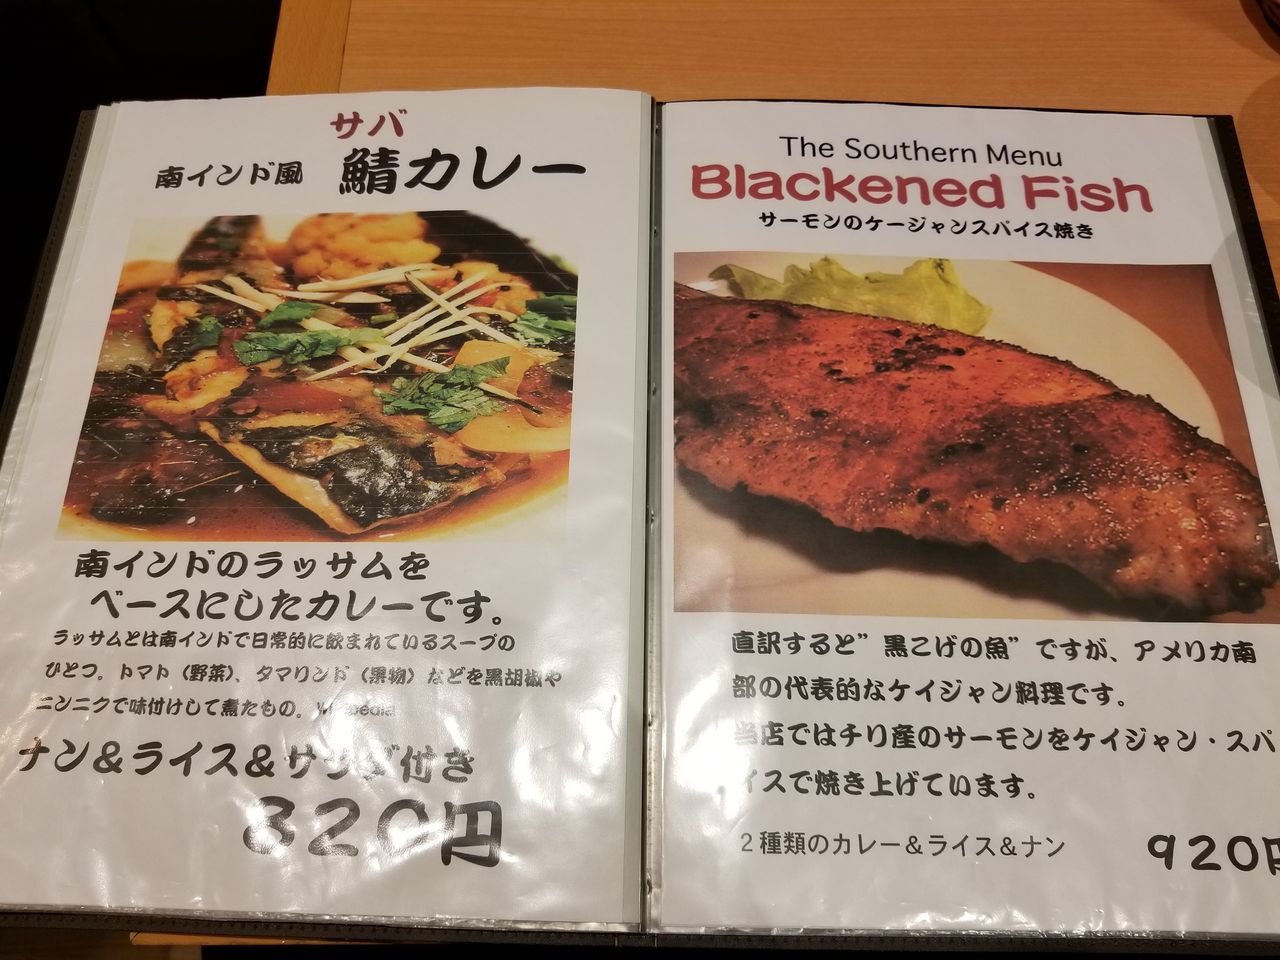 サバ
南インド風 鯖カレー
南インドのラッサムを
ベースにしたカレーです。
ラッサムとは南インドで日常的に飲まれているスープの
ひとつ。トマト（野菜）、タマリンド（果物）などを黒胡椒や
ニンニクで味付けして煮たもの。
ナン＆ライス＆サラダ付き
820円
The Southern Menu
Blackened Fish
サーモンのケージャンスパイス焼き
直訳すると”黒こげの魚”ですが、アメリカ南
部の代表的なケイジャン料理です。
当店ではチリ産のサーモンをケイジャン・スパ
イスで焼き上げています。
２種類のカレー＆ライス＆ナン
920円